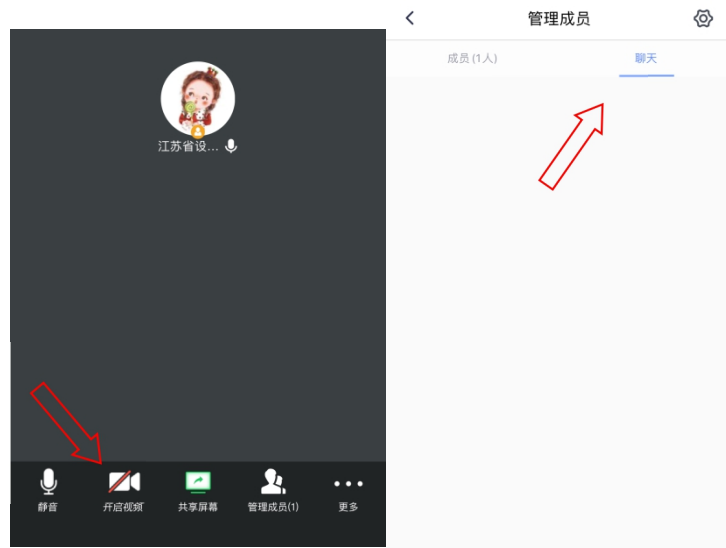 江苏省设...
静音
开启视频
共享屏幕
管理成员(1)
更多
管理成员
成员(1人)
聊天